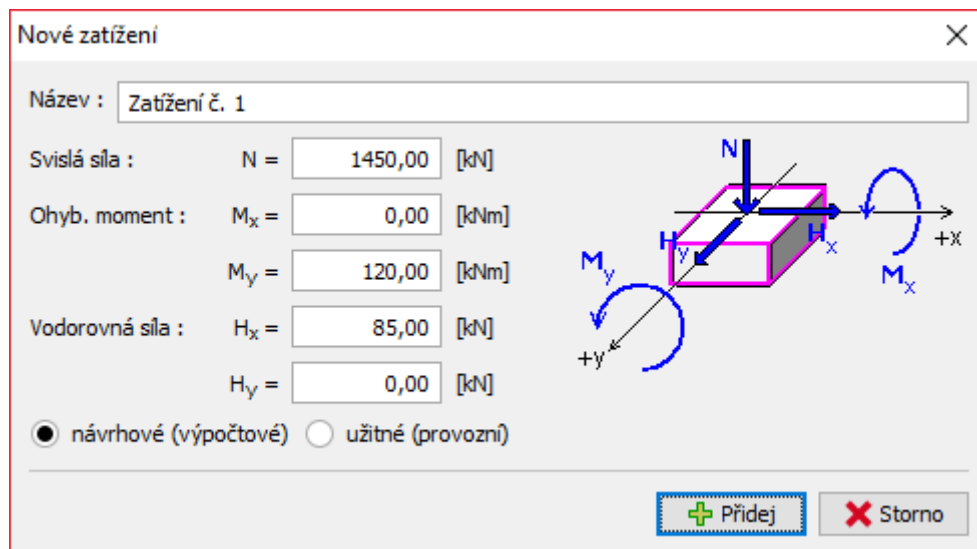 Nové zatížení
Název : Zatížení č. 1
Svislá síla : N = 1450,00 [kN]
Ohyb. moment : Mx = 0,00 [kNm]
My = 120,00 [kNm]
Vodorovná síla : Hx = 85,00 [kN]
Hy = 0,00 [kN]
N
Hy
Hx
+x
My
Mx
+y
návrhové (výpočtové) užitné (provozní)
Přidej Storno